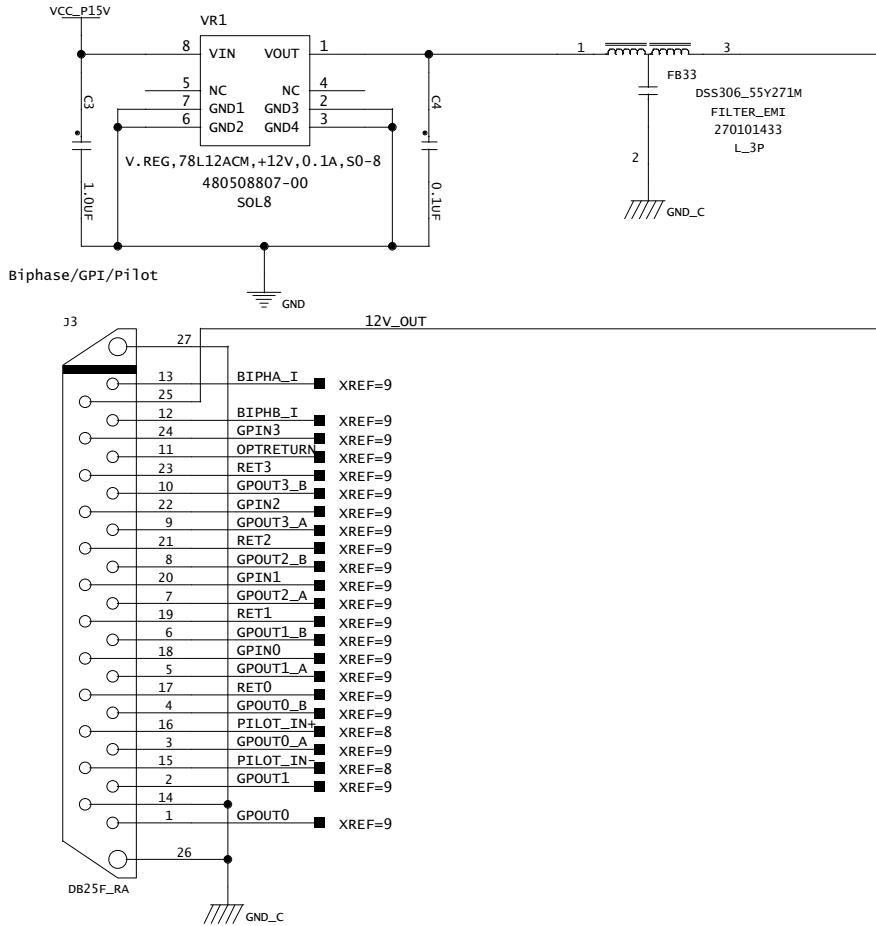 VCC_P15V
VR1
8 VIN VOUT 1
5 NC NC 4
7 GND1 GND3 2
6 GND2 GND4 3
V.REG,78L12ACM,+12V,0.1A,SO-8
480508807-00
SOL8
C3
1.0UF
C4
0.1UF
1 3
FB33
DSS306_55Y271M
FILTER_EMI
270101433
L_3P
2
GND_C
GND
Biphase/GPI/Pilot
J3
12V_OUT
27
13 BIPHA_I XREF=9
25
12 BIPHB_I XREF=9
24 GPIN3 XREF=9
11 OPTRETURN XREF=9
23 RET3 XREF=9
10 GPOUT3_B XREF=9
22 GPIN2 XREF=9
9 GPOUT3_A XREF=9
21 RET2 XREF=9
8 GPOUT2_B XREF=9
20 GPIN1 XREF=9
7 GPOUT2_A XREF=9
19 RET1 XREF=9
6 GPOUT1_B XREF=9
18 GPIN0 XREF=9
5 GPOUT1_A XREF=9
17 RET0 XREF=9
4 GPOUT0_B XREF=9
16 PILOT_IN+ XREF=8
3 GPOUT0_A XREF=9
15 PILOT_IN- XREF=8
2 GPOUT1 XREF=9
14
1 GPOUT0 XREF=9
26
DB25F_RA
GND_C